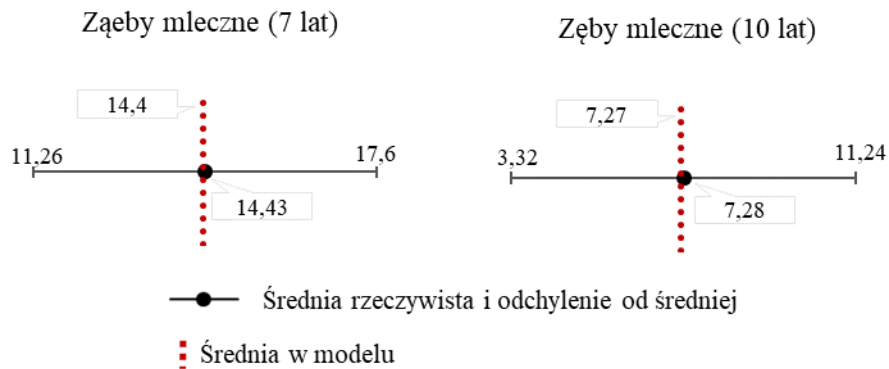 Ząeby mleczne (7 lat)
14,4
11,26
17,6
14,43
Zęby mleczne (10 lat)
7,27
3,32
11,24
7,28
Średnia rzeczywista i odchylenie od średniej
Średnia w modelu